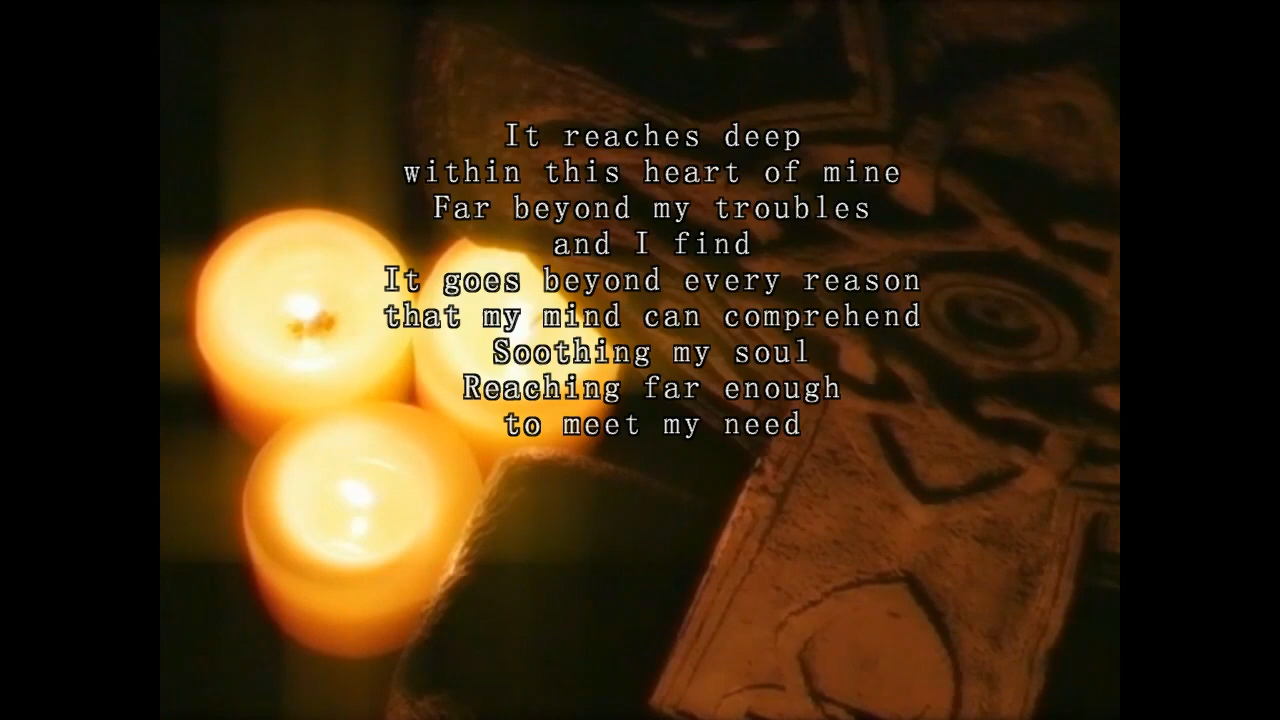 It reaches deep
within this heart of mine
Far beyond my troubles
and I find
It goes beyond every reason
that my mind can comprehend
Soothing my soul
Reaching far enough
to meet my need